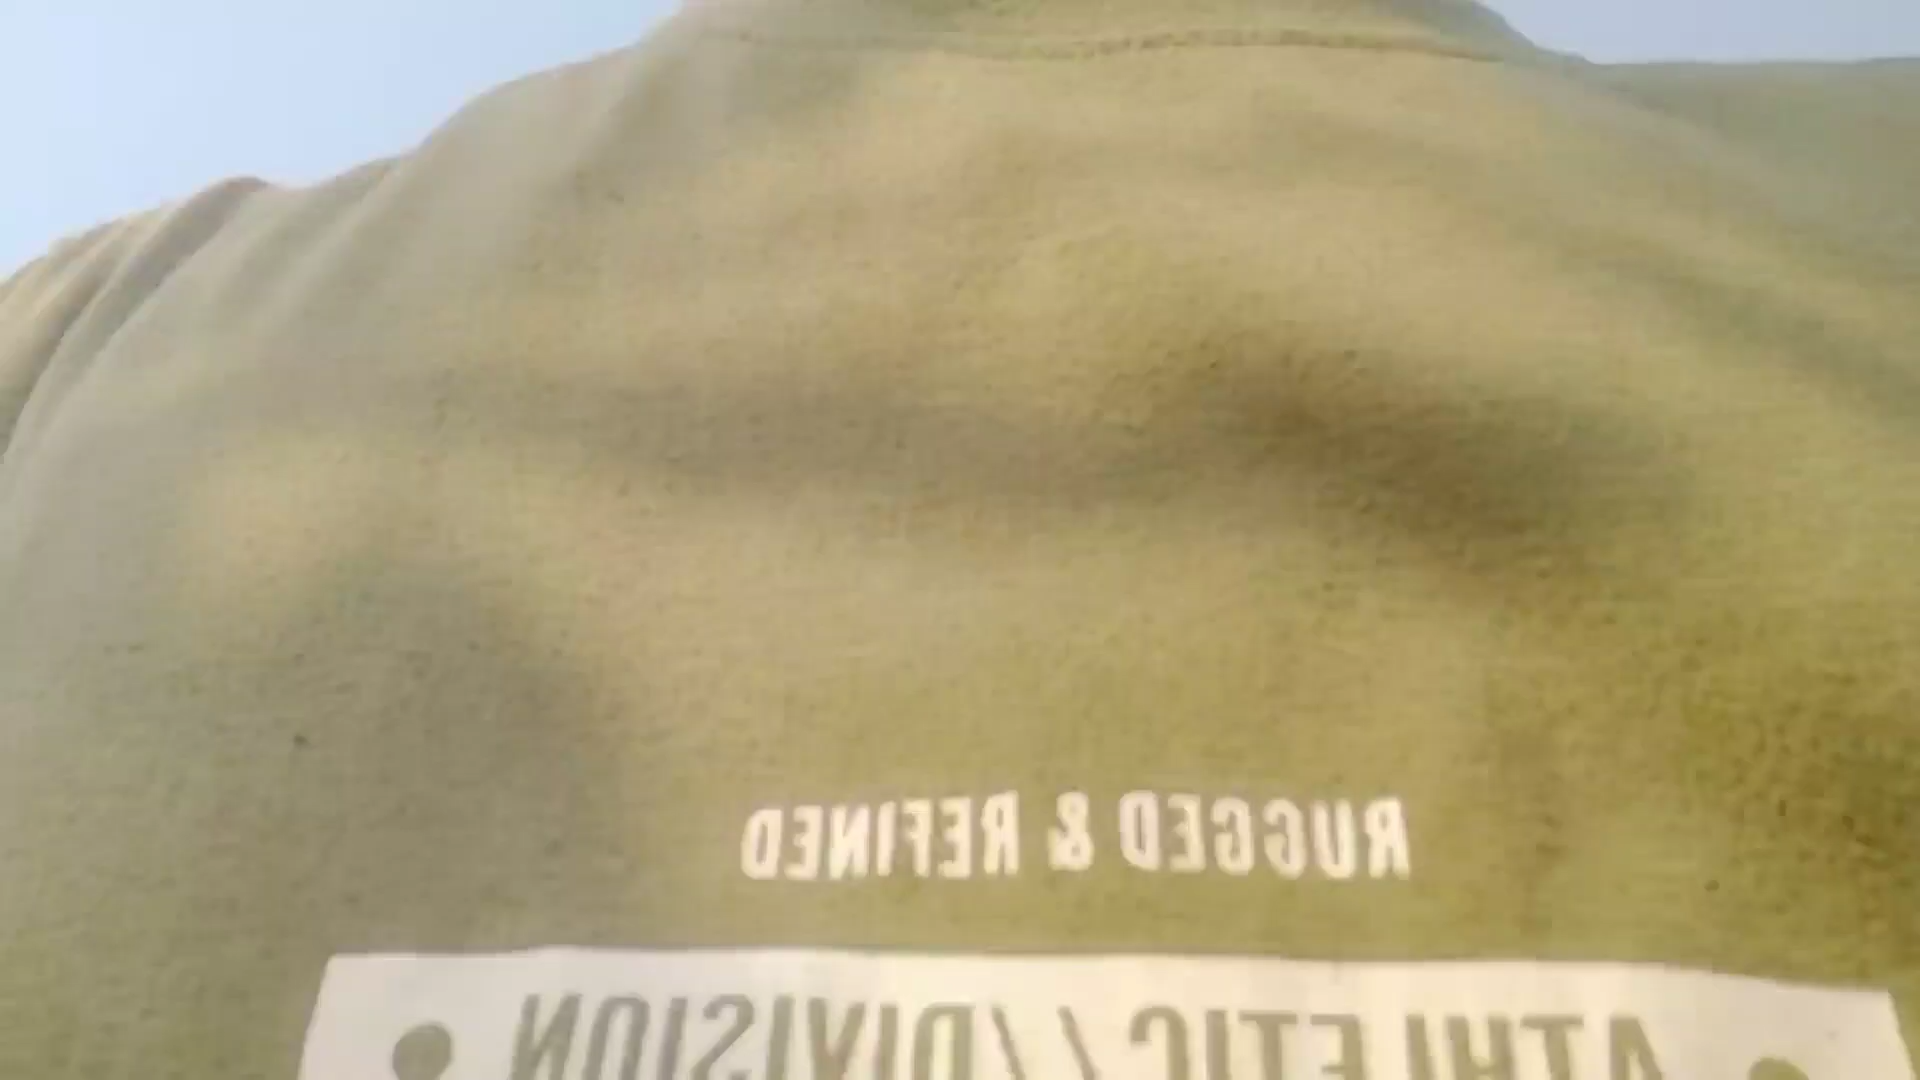 RUGGED & REFINED
ATHLETIC / / DIVISION